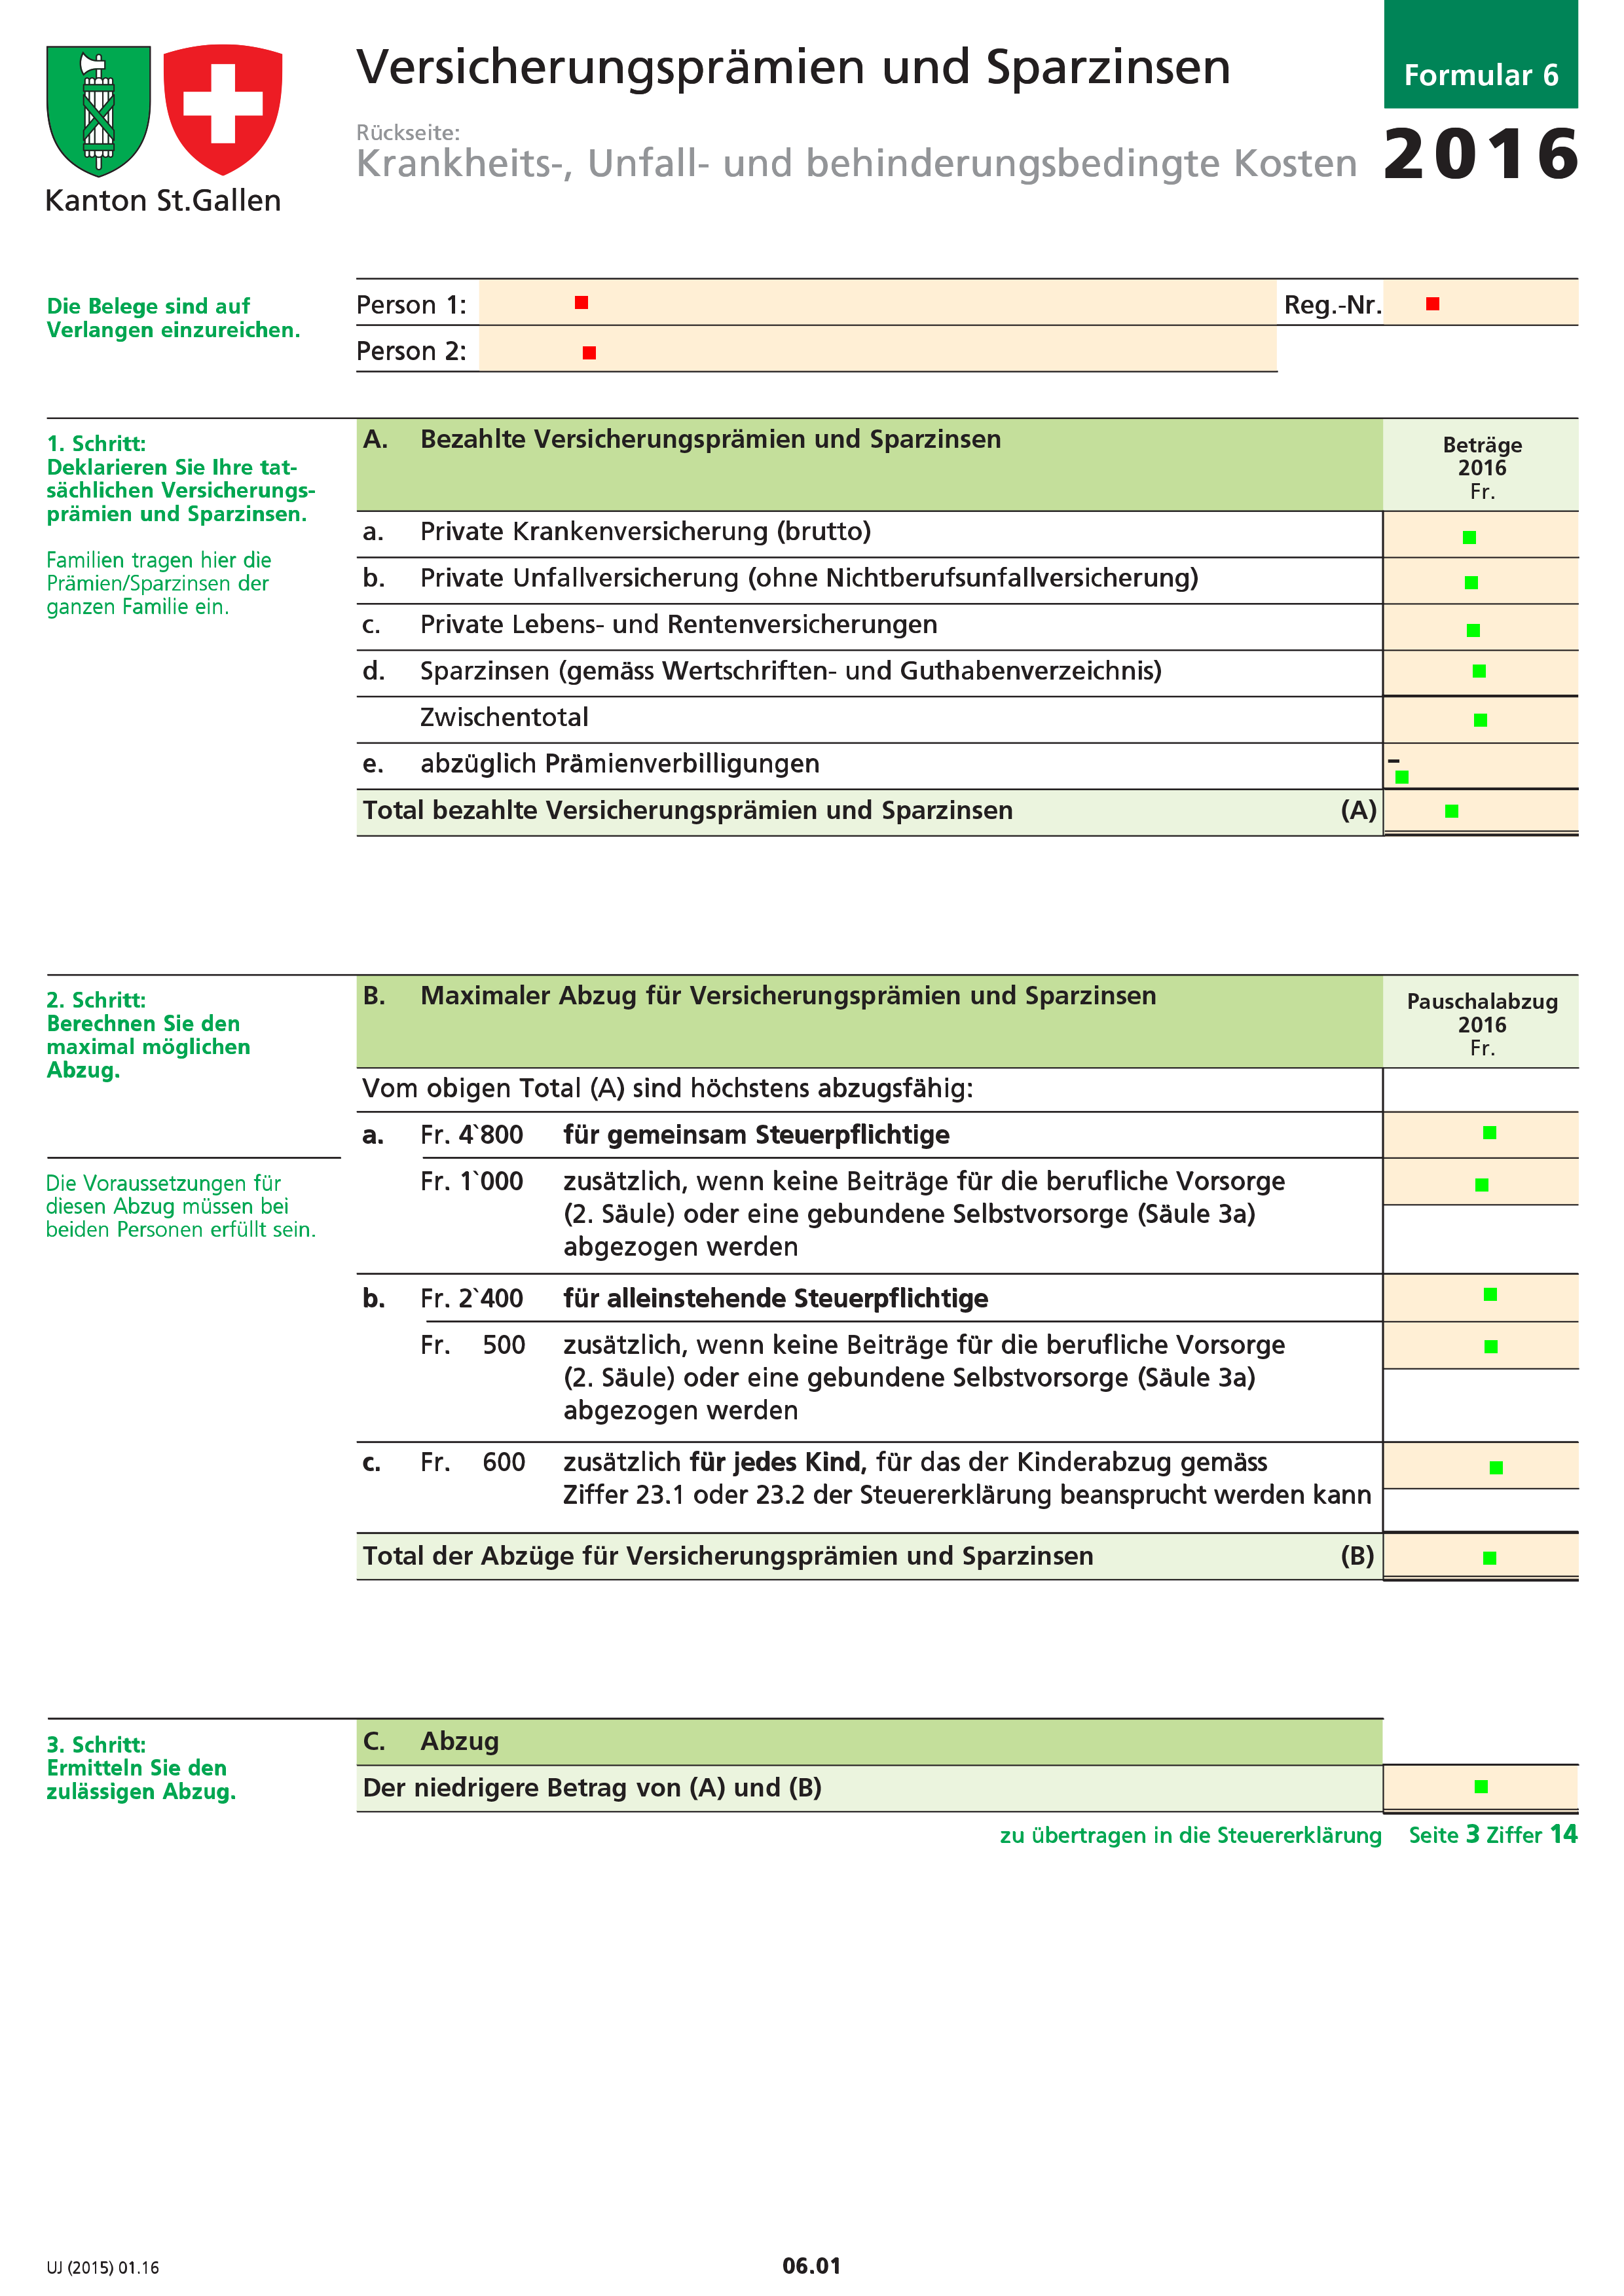 Versicherungsprämien und Sparzinsen
Formular 6
Rückseite:
Krankheits-, Unfall- und behinderungsbedingte Kosten
2016
Kanton St.Gallen
Die Belege sind auf
Verlangen einzureichen.
Person 1:
Reg.-Nr.
Person 2:
1. Schritt:
Deklarieren Sie Ihre tat-
sächlichen Versicherungs-
prämien und Sparzinsen.
Familien tragen hier die
Prämien/Sparzinsen der
ganzen Familie ein.
A. Bezahlte Versicherungsprämien und Sparzinsen
Beträge
2016
Fr.
a. Private Krankenversicherung (brutto)
b. Private Unfallversicherung (ohne Nichtberufsunfallversicherung)
c. Private Lebens- und Rentenversicherungen
d. Sparzinsen (gemäss Wertschriften- und Guthabenverzeichnis)
Zwischentotal
e. abzüglich Prämienverbilligungen –
Total bezahlte Versicherungsprämien und Sparzinsen (A)
2. Schritt:
Berechnen Sie den
maximal möglichen
Abzug.
Die Voraussetzungen für
diesen Abzug müssen bei
beiden Personen erfüllt sein.
B. Maximaler Abzug für Versicherungsprämien und Sparzinsen
Pauschalabzug
2016
Fr.
Vom obigen Total (A) sind höchstens abzugsfähig:
a. Fr. 4`800 für gemeinsam Steuerpflichtige
Fr. 1`000 zusätzlich, wenn keine Beiträge für die berufliche Vorsorge
(2. Säule) oder eine gebundene Selbstvorsorge (Säule 3a)
abgezogen werden
b. Fr. 2`400 für alleinstehende Steuerpflichtige
Fr. 500 zusätzlich, wenn keine Beiträge für die berufliche Vorsorge
(2. Säule) oder eine gebundene Selbstvorsorge (Säule 3a)
abgezogen werden
c. Fr. 600 zusätzlich für jedes Kind, für das der Kinderabzug gemäss
Ziffer 23.1 oder 23.2 der Steuererklärung beansprucht werden kann
Total der Abzüge für Versicherungsprämien und Sparzinsen (B)
3. Schritt:
Ermitteln Sie den
zulässigen Abzug.
C. Abzug
Der niedrigere Betrag von (A) und (B)
zu übertragen in die Steuererklärung Seite 3 Ziffer 14
UJ (2015) 01.16
06.01